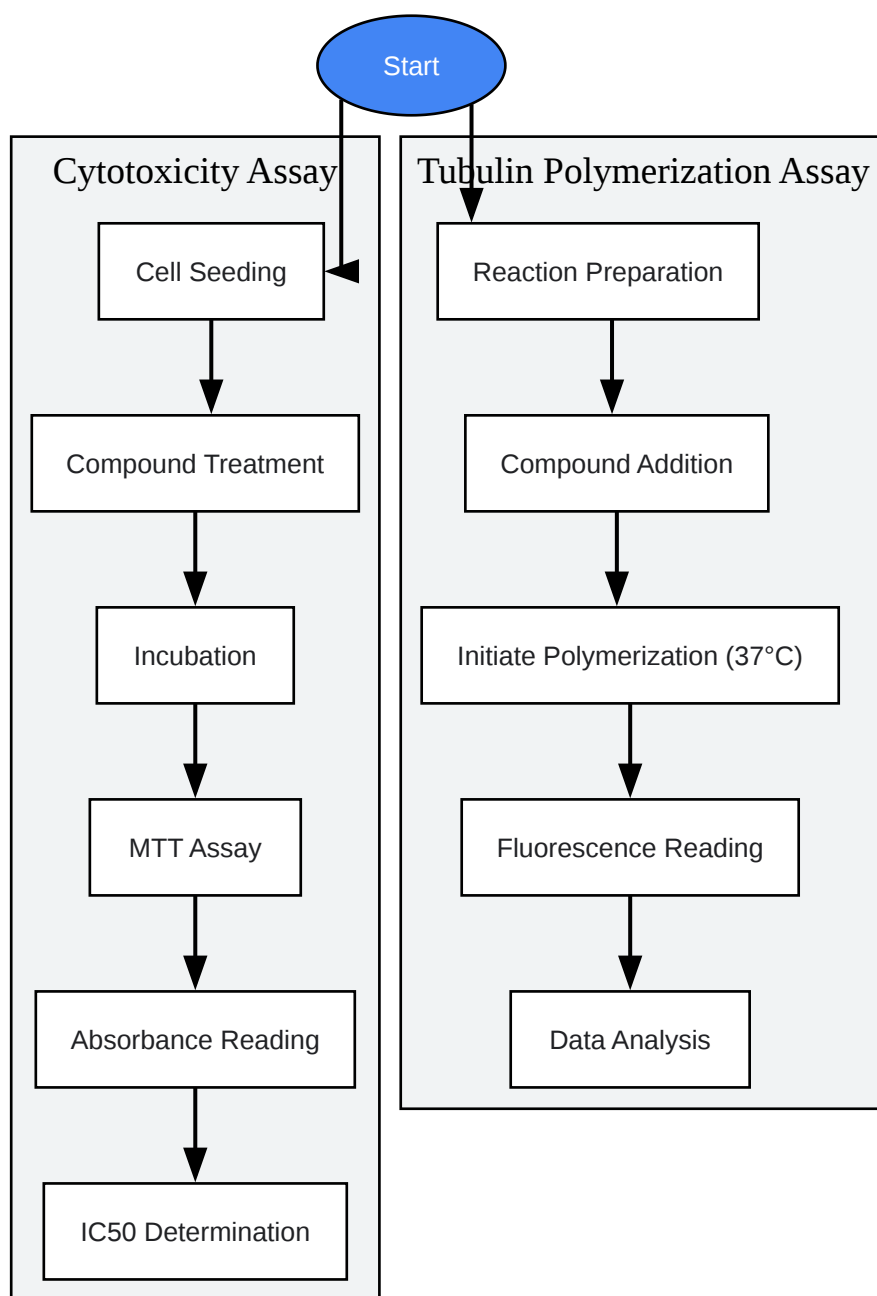 Start
Cytotoxicity Assay
Cell Seeding
Compound Treatment
Incubation
MTT Assay
Absorbance Reading
IC50 Determination
Tubulin Polymerization Assay
Reaction Preparation
Compound Addition
Initiate Polymerization (37°C)
Fluorescence Reading
Data Analysis